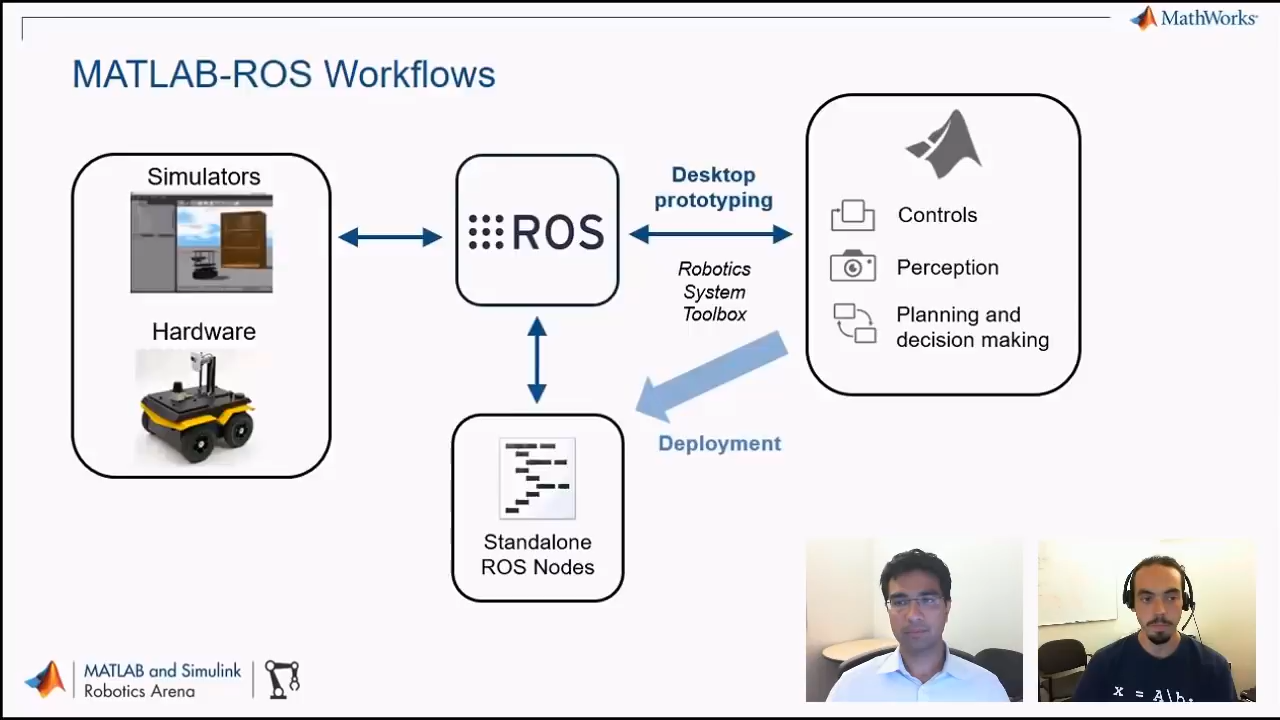 MathWorks
MATLAB-ROS Workflows
Simulators
Hardware
ROS
Desktop
prototyping
Robotics
System
Toolbox
Controls
Perception
Planning and
decision making
Deployment
Standalone
ROS Nodes
MATLAB and Simulink
Robotics Arena
x = A\b;